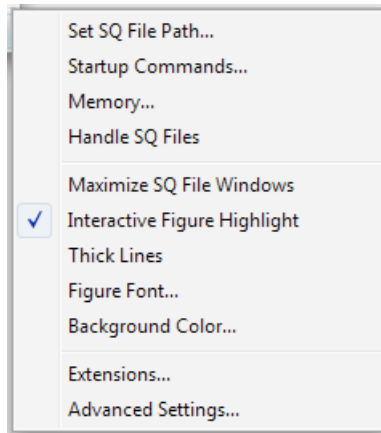 Set SQ File Path...
Startup Commands...
Memory...
Handle SQ Files
Maximize SQ File Windows
Interactive Figure Highlight
Thick Lines
Figure Font...
Background Color...
Extensions...
Advanced Settings...